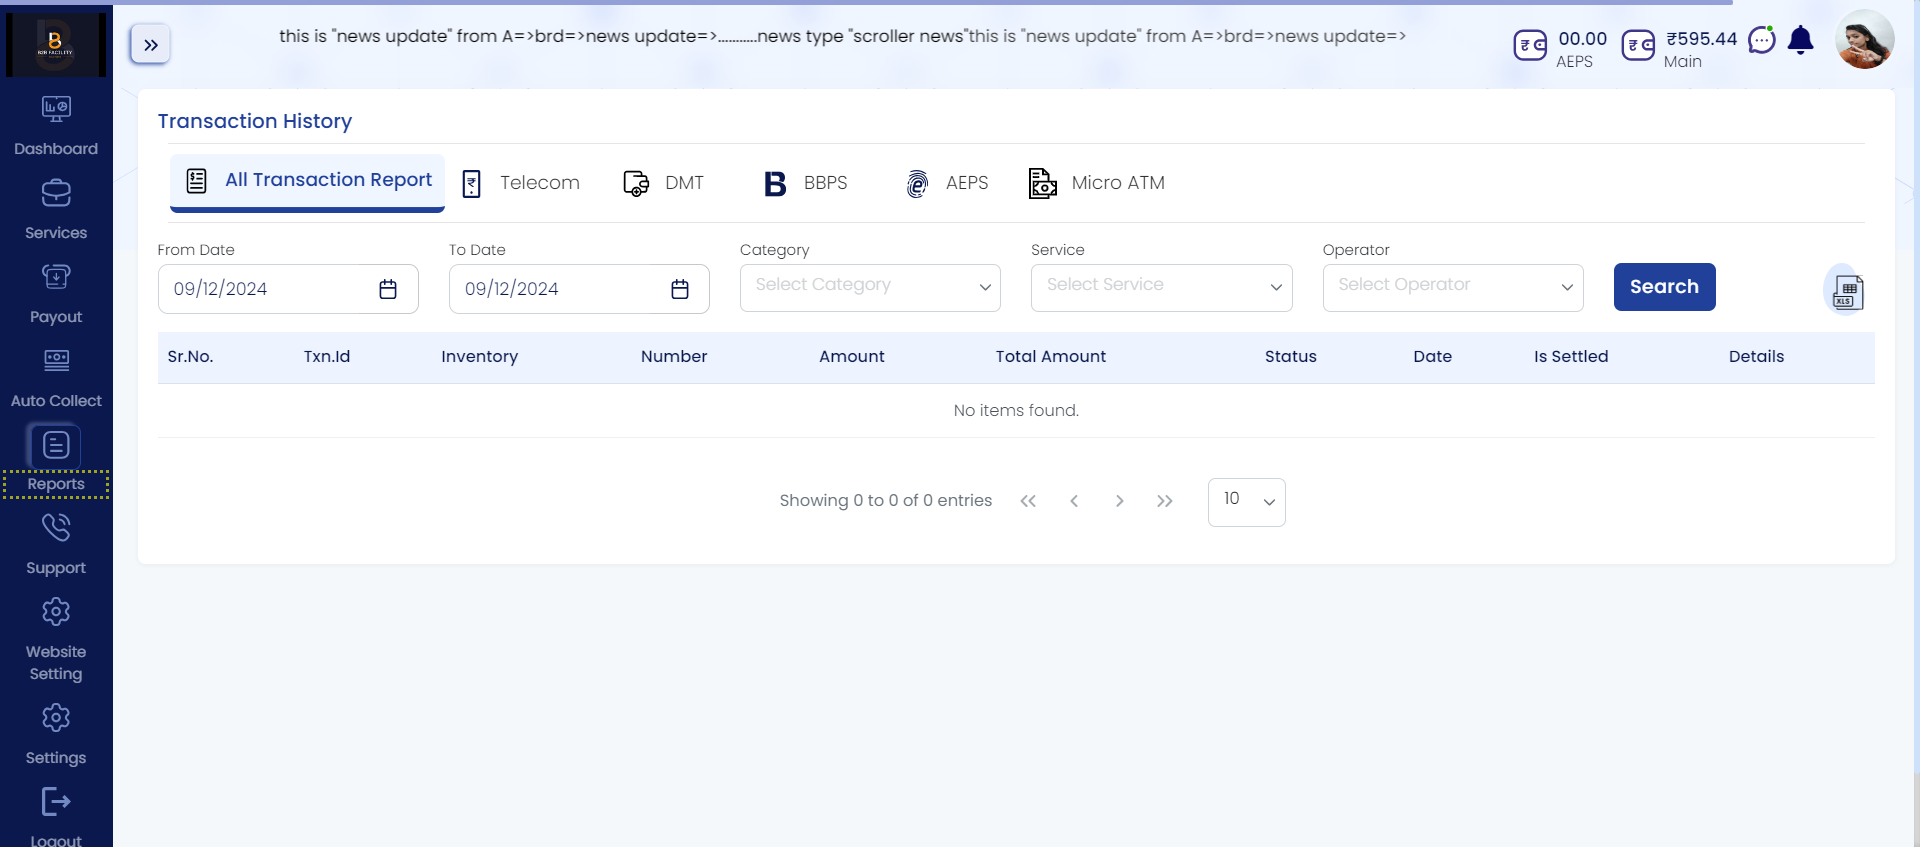 B2B FACILITY
this is "news update" from A=>brd=>news update=>...........news type "scroller news"this is "news update" from A=>brd=>news update=>
00.00
AEPS
₹595.44
Main
Dashboard
Services
Payout
Auto Collect
Reports
Support
Website
Setting
Settings
Logout
Transaction History
All Transaction Report
Telecom
DMT
BBPS
AEPS
Micro ATM
From Date
To Date
Category
Service
Operator
09/12/2024
09/12/2024
Select Category
Select Service
Select Operator
Search
XLS
Sr.No. Txn.Id Inventory Number Amount Total Amount Status Date Is Settled Details
No items found.
Showing 0 to 0 of 0 entries
10